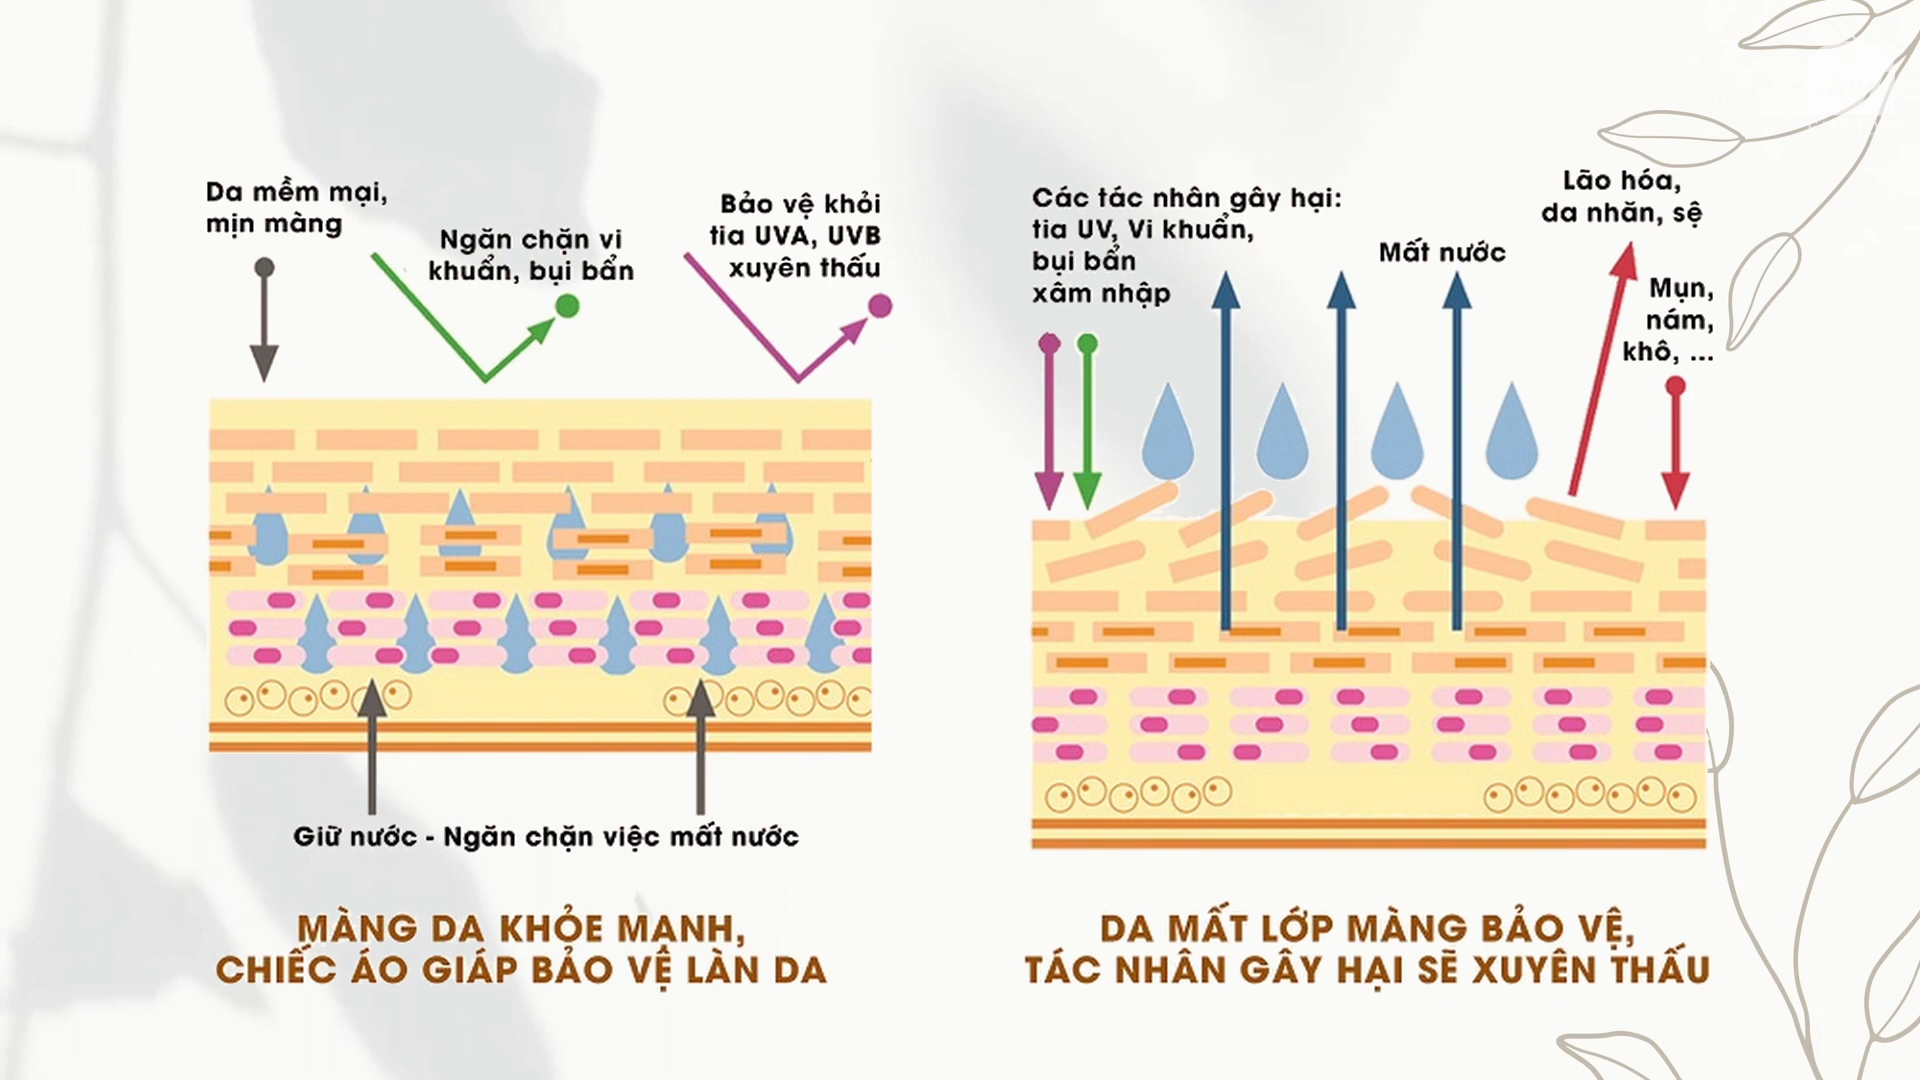 Da mềm mại,
mịn màng
Ngăn chặn vi
khuẩn, bụi bẩn
Bảo vệ khỏi
tia UVA, UVB
xuyên thấu
Giữ nước - Ngăn chặn việc mất nước
MÀNG DA KHỎE MẠNH,
CHIẾC ÁO GIÁP BẢO VỆ LÀN DA
Các tác nhân gây hại:
tia UV, Vi khuẩn,
bụi bẩn
xâm nhập
Mất nước
Lão hóa,
da nhăn, sệ
Mụn,
nám,
khô, ...
DA MẤT LỚP MÀNG BẢO VỆ,
TÁC NHÂN GÂY HẠI SẼ XUYÊN THẤU